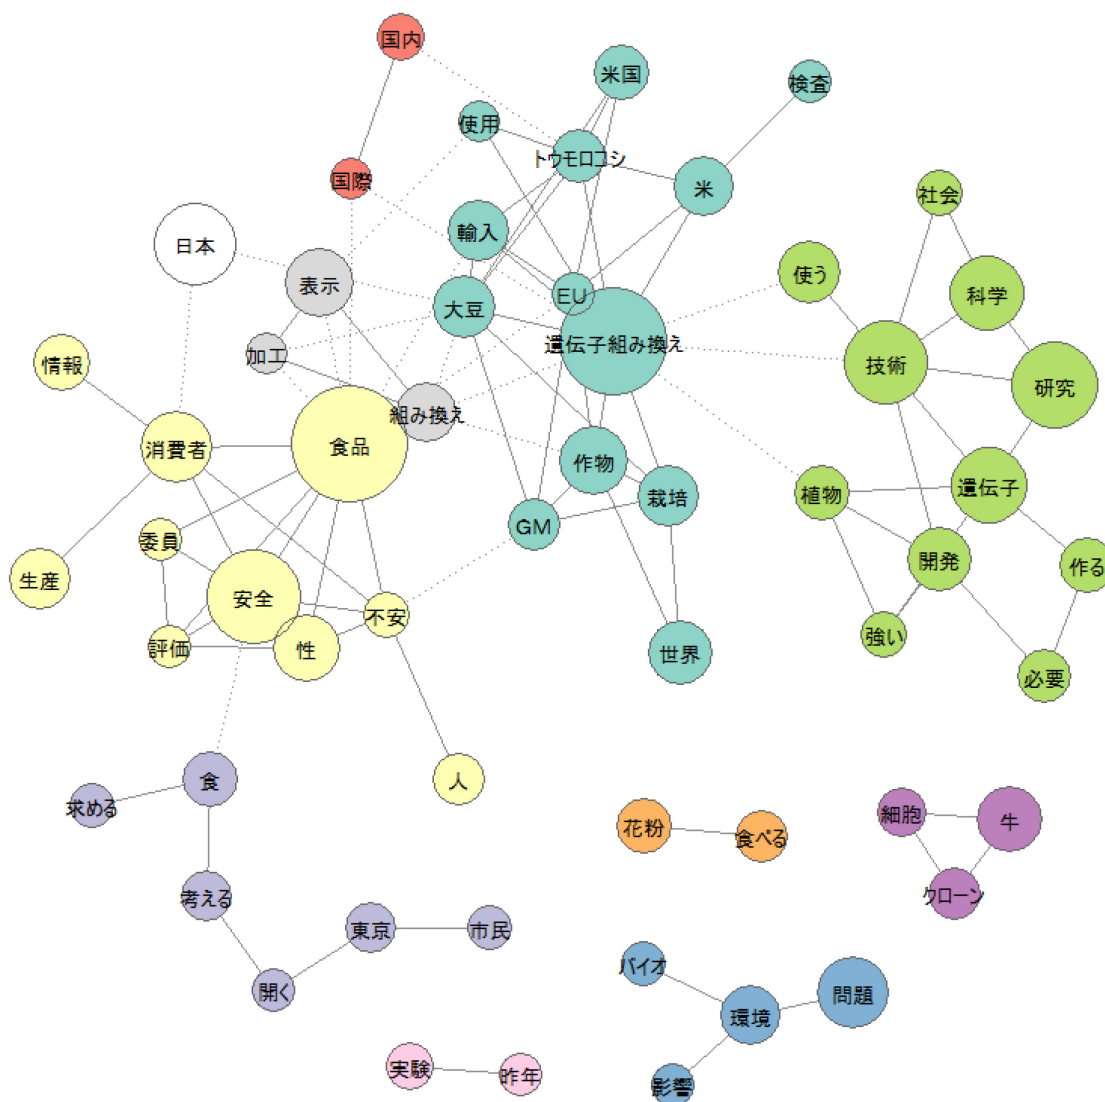 国内
米国
検査
使用
トウモロコシ
国際
米
社会
輸入
日本
使う
表示
EU
科学
大豆
遺伝子組み換え
加工
情報
技術
研究
組み換え
食品
消費者
作物
遺伝子
植物
栽培
GM
委員
開発
作る
生産
安全
不安
強い
評価
性
世界
必要
食
人
求める
細胞
牛
花粉
食べる
考える
クローン
東京
市民
バイオ
開く
問題
環境
実験
昨年
影響